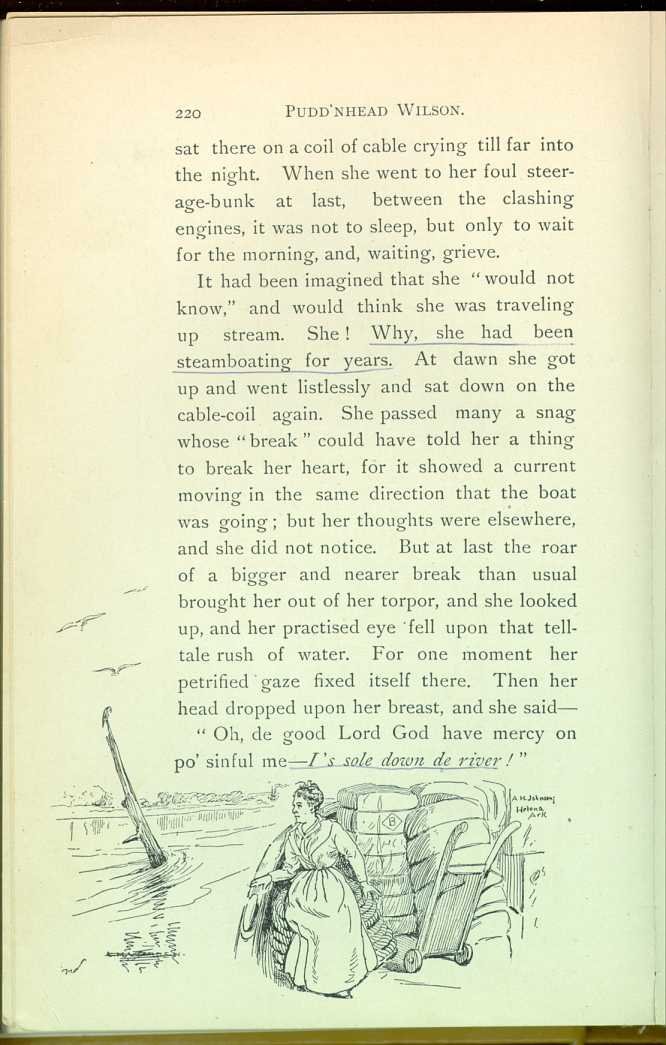 220 PUDD'NHEAD WILSON.
sat there on a coil of cable crying till far into
the night. When she went to her foul steer-
age-bunk at last, between the clashing
engines, it was not to sleep, but only to wait
for the morning, and, waiting, grieve.
It had been imagined that she “would not
know,” and would think she was traveling
up stream. She! Why, she had been
steamboating for years. At dawn she got
up and went listlessly and sat down on the
cable-coil again. She passed many a snag
whose “break” could have told her a thing
to break her heart, for it showed a current
moving in the same direction that the boat
was going; but her thoughts were elsewhere,
and she did not notice. But at last the roar
of a bigger and nearer break than usual
brought her out of her torpor, and she looked
up, and her practised eye fell upon that tell-
tale rush of water. For one moment her
petrified gaze fixed itself there. Then her
head dropped upon her breast, and she said—
“Oh, de good Lord God have mercy on
po' sinful me—I's sole down de river!”
A H Johnson
Helena
Ark
B